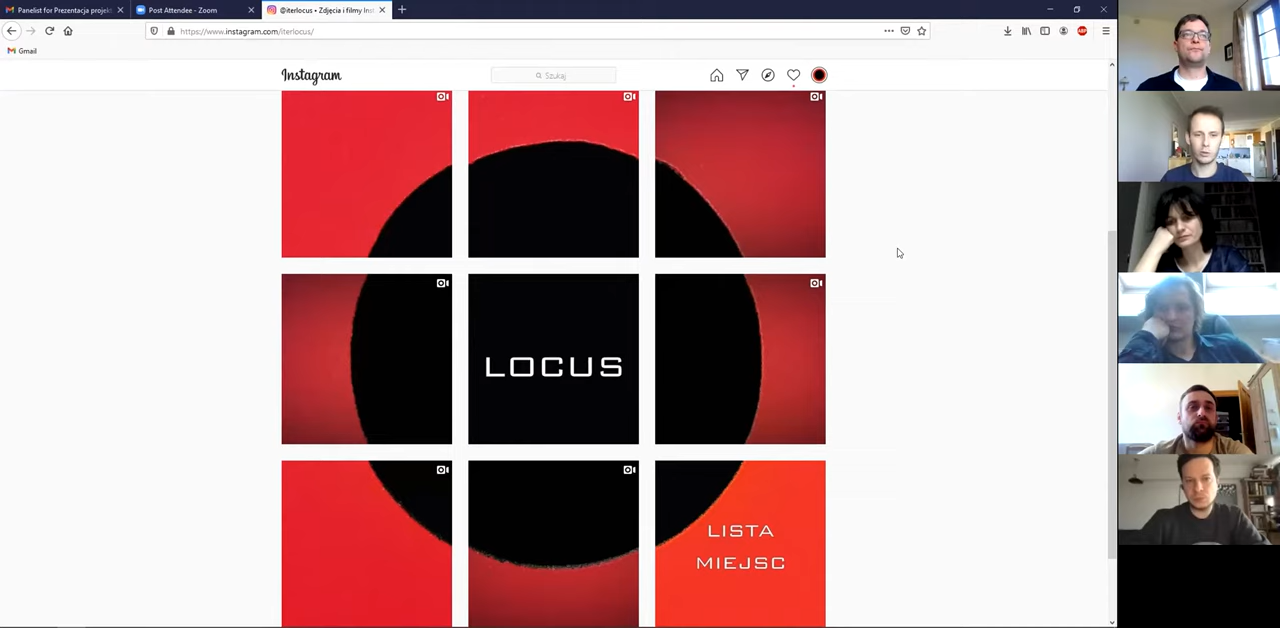 Panelist for Prezentacja projek
Post Attendee - Zoom
@iterlocus • Zdjęcia i filmy Inst
https://www.instagram.com/iterlocus/
Gmail
Instagram
Szukaj
LOCUS
LISTA
MIEJSC